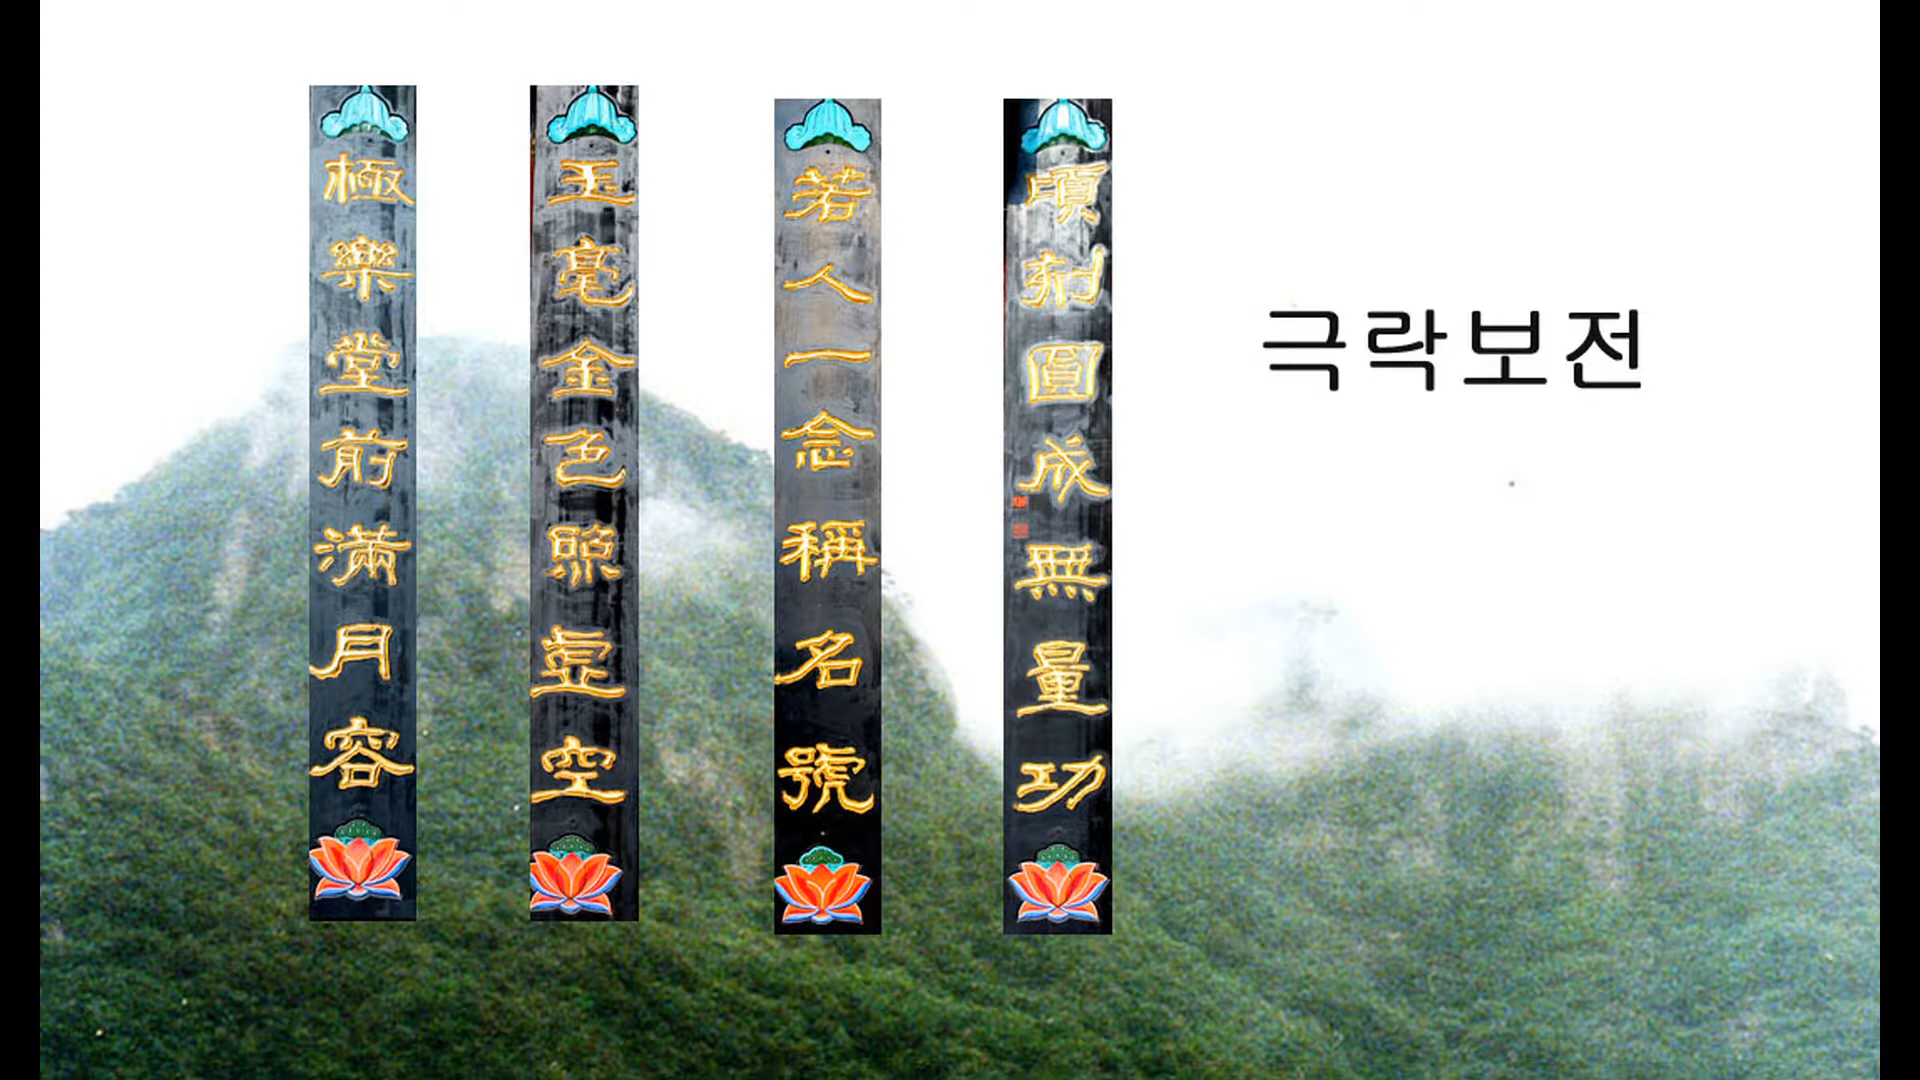 極樂堂前滿月容
玉毫金色照虛空
若人一念稱名號
頃刻圓成無量功
극락보전